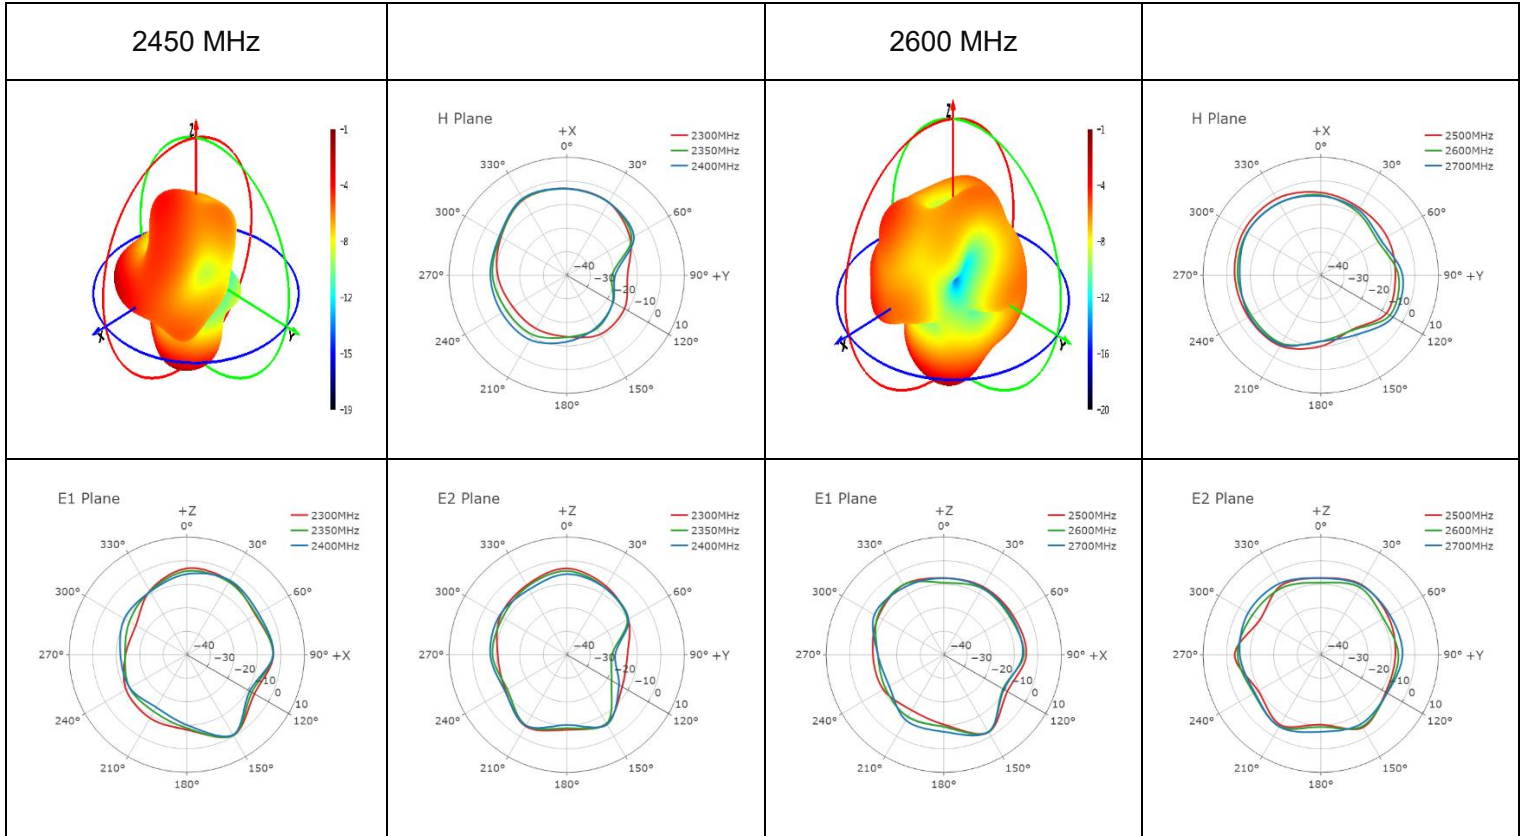 2450 MHz
2600 MHz
Z
X
Y
-1
-4
-8
-12
-15
-19
H Plane
+X
0°
30°
60°
90° +Y
120°
150°
180°
210°
240°
270°
300°
330°
−40
−30
−20
−10
0
10
2300MHz
2350MHz
2400MHz
Z
X
Y
-1
-4
-8
-12
-16
-20
H Plane
+X
0°
30°
60°
90° +Y
120°
150°
180°
210°
240°
270°
300°
330°
−40
−30
−20
−10
0
10
2500MHz
2600MHz
2700MHz
E1 Plane
+Z
0°
30°
60°
90° +X
120°
150°
180°
210°
240°
270°
300°
330°
−40
−30
−20
−10
0
10
2300MHz
2350MHz
2400MHz
E2 Plane
+Z
0°
30°
60°
90° +Y
120°
150°
180°
210°
240°
270°
300°
330°
−40
−30
−20
−10
0
10
2300MHz
2350MHz
2400MHz
E1 Plane
+Z
0°
30°
60°
90° +X
120°
150°
180°
210°
240°
270°
300°
330°
−40
−30
−20
−10
0
10
2500MHz
2600MHz
2700MHz
E2 Plane
+Z
0°
30°
60°
90° +Y
120°
150°
180°
210°
240°
270°
300°
330°
−40
−30
−20
−10
0
10
2500MHz
2600MHz
2700MHz